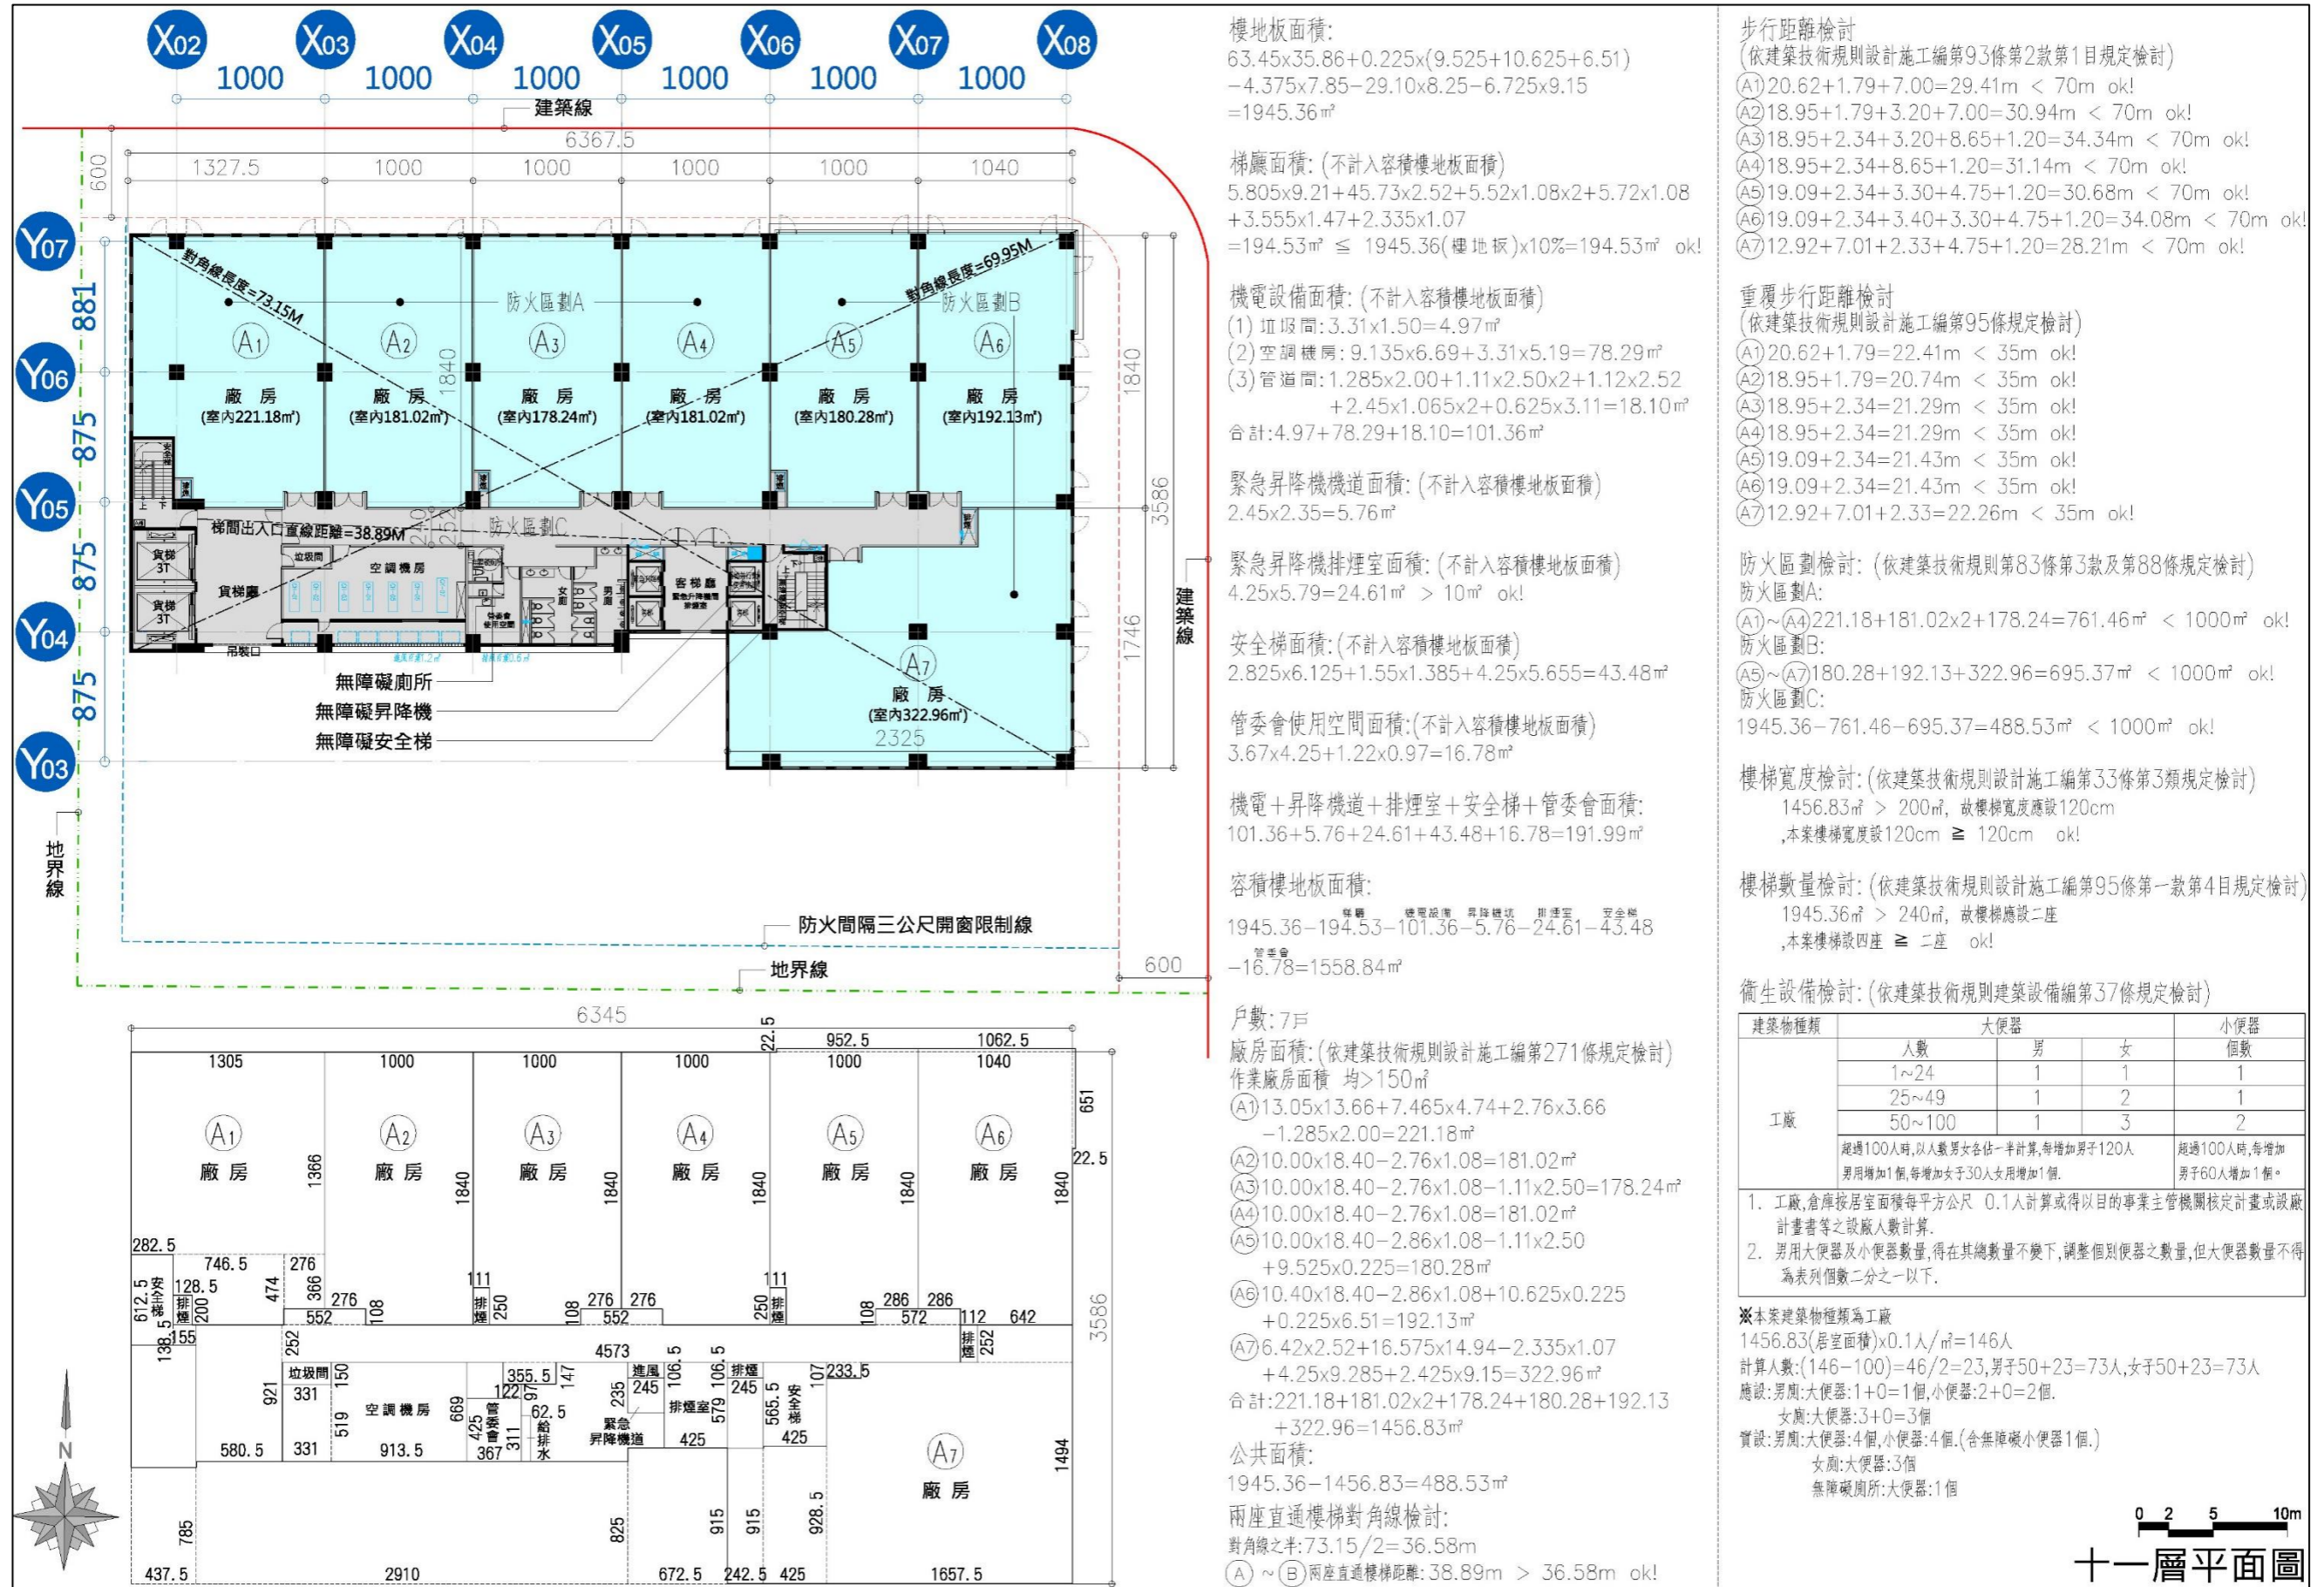 X02 X03 X04 X05 X06 X07 X08
1000 1000 1000 1000 1000 1000
建築線
6367.5
600
1327.5 1000 1000 1000 1000 1040
Y07
Y06
Y05
Y04
Y03
881
875
875
875
對角線長度=73.15M
對角線長度=69.95M
防火區劃A
防火區劃B
A1 A2 A3 A4 A5 A6
1840
1840
廠 房 廠 房 廠 房 廠 房 廠 房 廠 房
(室內221.18㎡) (室內181.02㎡) (室內178.24㎡) (室內181.02㎡) (室內180.28㎡) (室內192.13㎡)
安全梯
上 下
梯間出入口直線距離=38.89M
防火區劃C
252
3586
貨梯
3T
貨梯
3T
貨梯廳
垃圾間
空調機房
管委會
使用空間
女廁
男廁
客梯廳
緊急升降機間
排煙室
上 下
吊裝口
建築線
1746
A7
廠 房
(室內322.96㎡)
2325
無障礙廁所
無障礙昇降機
無障礙安全梯
地界線
防火間隔三公尺開窗限制線
地界線
600
6345
22.5
952.5 1062.5
1305 1000 1000 1000 1000 1040
651
22.5
A1 A2 A3 A4 A5 A6
廠 房 廠 房 廠 房 廠 房 廠 房 廠 房
1366 1840 1840 1840 1840 1840
282.5
746.5 276
612.5
安全梯
128.5
排煙
200
474
366
276
108
552
111
排煙
250
108
276 276
552
111
250
排煙
108
286 286
572
112 642
排煙
252
3586
138.5
155
252
4573
垃圾間
150
331
921
519
空調機房
669
355.5
147
122
97
425
管委會
311
62.5
給排水
367
235
進風
245
106.5
106.5
排煙
245
緊急
昇降機道
排煙室
579
425
565.5
安全梯
425
107
233.5
580.5 331 913.5
A7
廠 房
1494
785
825
915
915
928.5
437.5 2910 672.5 242.5 425 1657.5
N
樓地板面積:
63.45x35.86+0.225x(9.525+10.625+6.51)
−4.375x7.85−29.10x8.25−6.725x9.15
=1945.36㎡
梯廳面積: (不計入容積樓地板面積)
5.805x9.21+45.73x2.52+5.52x1.08x2+5.72x1.08
+3.555x1.47+2.335x1.07
=194.53㎡ ≦ 1945.36(樓地板)x10%=194.53㎡ ok!
機電設備面積: (不計入容積樓地板面積)
(1) 垃圾間:3.31x1.50=4.97㎡
(2) 空調機房: 9.135x6.69+3.31x5.19=78.29㎡
(3) 管道間:1.285x2.00+1.11x2.50x2+1.12x2.52
+2.45x1.065x2+0.625x3.11=18.10㎡
合計:4.97+78.29+18.10=101.36㎡
緊急昇降機機道面積: (不計入容積樓地板面積)
2.45x2.35=5.76㎡
緊急昇降機排煙室面積: (不計入容積樓地板面積)
4.25x5.79=24.61㎡ > 10㎡ ok!
安全梯面積:(不計入容積樓地板面積)
2.825x6.125+1.55x1.385+4.25x5.655=43.48㎡
管委會使用空間面積:(不計入容積樓地板面積)
3.67x4.25+1.22x0.97=16.78㎡
機電+昇降機道+排煙室+安全梯+管委會面積:
101.36+5.76+24.61+43.48+16.78=191.99㎡
容積樓地板面積:
梯廳 機電設備 昇降機坑 排煙室 安全梯
1945.36−194.53−101.36−5.76−24.61−43.48
管委會
−16.78=1558.84㎡
戶數: 7戶
廠房面積:(依建築技術規則設計施工編第271條規定檢討)
作業廠房面積 均>150㎡
A1 13.05x13.66+7.465x4.74+2.76x3.66
−1.285x2.00=221.18㎡
A2 10.00x18.40−2.76x1.08=181.02㎡
A3 10.00x18.40−2.76x1.08−1.11x2.50=178.24㎡
A4 10.00x18.40−2.76x1.08=181.02㎡
A5 10.00x18.40−2.86x1.08−1.11x2.50
+9.525x0.225=180.28㎡
A6 10.40x18.40−2.86x1.08+10.625x0.225
+0.225x6.51=192.13㎡
A7 6.42x2.52+16.575x14.94−2.335x1.07
+4.25x9.285+2.425x9.15=322.96㎡
合計:221.18+181.02x2+178.24+180.28+192.13
+322.96=1456.83㎡
公共面積:
1945.36−1456.83=488.53㎡
兩座直通樓梯對角線檢討:
對角線之半:73.15/2=36.58m
A ~ B 兩座直通樓梯距離: 38.89m > 36.58m ok!
步行距離檢討
(依建築技術規則設計施工編第93條第2款第1目規定檢討)
A1 20.62+1.79+7.00=29.41m < 70m ok!
A2 18.95+1.79+3.20+7.00=30.94m < 70m ok!
A3 18.95+2.34+3.20+8.65+1.20=34.34m < 70m ok!
A4 18.95+2.34+8.65+1.20=31.14m < 70m ok!
A5 19.09+2.34+3.30+4.75+1.20=30.68m < 70m ok!
A6 19.09+2.34+3.40+3.30+4.75+1.20=34.08m < 70m ok!
A7 12.92+7.01+2.33+4.75+1.20=28.21m < 70m ok!
重覆步行距離檢討
(依建築技術規則設計施工編第95條規定檢討)
A1 20.62+1.79=22.41m < 35m ok!
A2 18.95+1.79=20.74m < 35m ok!
A3 18.95+2.34=21.29m < 35m ok!
A4 18.95+2.34=21.29m < 35m ok!
A5 19.09+2.34=21.43m < 35m ok!
A6 19.09+2.34=21.43m < 35m ok!
A7 12.92+7.01+2.33=22.26m < 35m ok!
防火區劃檢討: (依建築技術規則第83條第3款及第88條規定檢討)
防火區劃A:
A1~A4 221.18+181.02x2+178.24=761.46㎡ < 1000㎡ ok!
防火區劃B:
A5~A7 180.28+192.13+322.96=695.37㎡ < 1000㎡ ok!
防火區劃C:
1945.36−761.46−695.37=488.53㎡ < 1000㎡ ok!
樓梯寬度檢討: (依建築技術規則設計施工編第33條第3類規定檢討)
1456.83㎡ > 200㎡, 故樓梯寬度應設120cm
,本案樓梯寬度設120cm ≧ 120cm ok!
樓梯數量檢討: (依建築技術規則設計施工編第95條第一款第4目規定檢討)
1945.36㎡ > 240㎡, 故樓梯應設二座
,本案樓梯設四座 ≧ 二座 ok!
衛生設備檢討: (依建築技術規則建築設備編第37條規定檢討)
建築物種類 大便器 小便器
人數 男 女 個數
1~24 1 1 1
25~49 1 2 1
工廠
50~100 1 3 2
超過100人時,以人數男女各佔一半計算,每增加男子120人 超過100人時,每增加
男用增加1個,每增加女子30人女用增加1個. 男子60人增加1個。
1. 工廠,倉庫按居室面積每平方公尺 0.1人計算或得以目的事業主管機關核定計畫或設廠
計畫書等之設廠人數計算.
2. 男用大便器及小便器數量,得在其總數量不變下,調整個別便器之數量,但大便器數量不得
為表列個數二分之一以下.
※本案建築物種類為工廠
1456.83(居室面積)x0.1人/㎡=146人
計算人數:(146−100)=46/2=23,男子50+23=73人,女子50+23=73人
應設:男廁:大便器:1+0=1個,小便器:2+0=2個.
女廁:大便器:3+0=3個
實設:男廁:大便器:4個,小便器:4個.(含無障礙小便器1個.)
女廁:大便器:3個
無障礙廁所:大便器:1個
0 2 5 10m
十一層平面圖